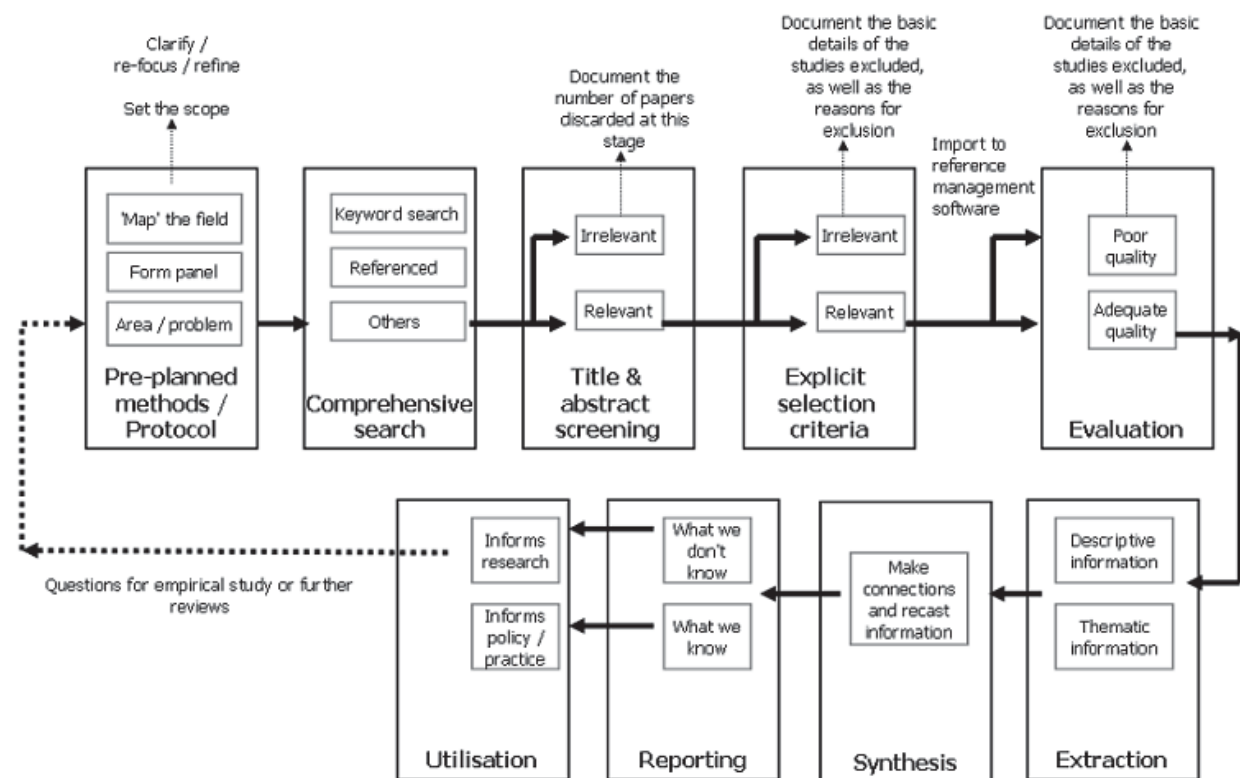 Clarify /
re-focus / refine
Set the scope
'Map' the field
Form panel
Area / problem
Pre-planned
methods /
Protocol
Keyword search
Referenced
Others
Comprehensive
search
Document the
number of papers
discarded at this
stage
Irrelevant
Relevant
Title &
abstract
screening
Document the basic
details of the
studies excluded,
as well as the
reasons for
exclusion
Irrelevant
Relevant
Explicit
selection
criteria
Import to
reference
management
software
Document the basic
details of the
studies excluded,
as well as the
reasons for
exclusion
Poor
quality
Adequate
quality
Evaluation
Descriptive
information
Thematic
information
Extraction
Make
connections
and recast
information
Synthesis
What we
don't
know
What we
know
Reporting
Informs
research
Informs
policy /
practice
Utilisation
Questions for empirical study or further
reviews